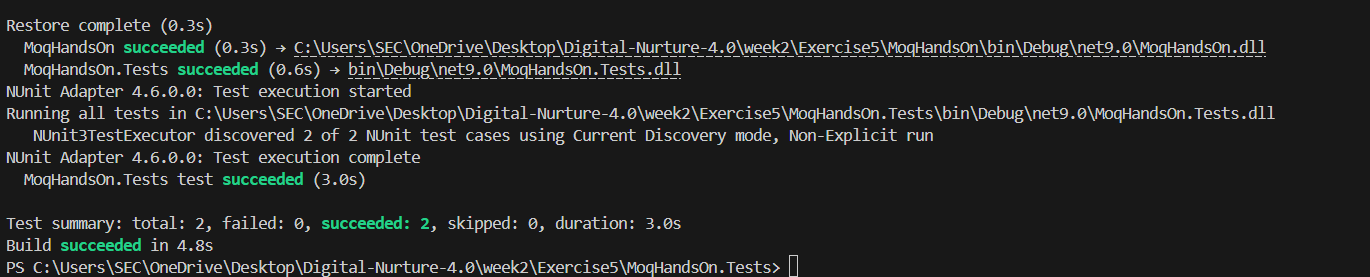 Restore complete (0.3s)
MoqHandsOn succeeded (0.3s) → C:\Users\SEC\OneDrive\Desktop\Digital-Nurture-4.0\week2\Exercise5\MoqHandsOn\bin\Debug\net9.0\MoqHandsOn.dll
MoqHandsOn.Tests succeeded (0.6s) → bin\Debug\net9.0\MoqHandsOn.Tests.dll
NUnit Adapter 4.6.0.0: Test execution started
Running all tests in C:\Users\SEC\OneDrive\Desktop\Digital-Nurture-4.0\week2\Exercise5\MoqHandsOn.Tests\bin\Debug\net9.0\MoqHandsOn.Tests.dll
NUnit3TestExecutor discovered 2 of 2 NUnit test cases using Current Discovery mode, Non-Explicit run
NUnit Adapter 4.6.0.0: Test execution complete
MoqHandsOn.Tests test succeeded (3.0s)
Test summary: total: 2, failed: 0, succeeded: 2, skipped: 0, duration: 3.0s
Build succeeded in 4.8s
PS C:\Users\SEC\OneDrive\Desktop\Digital-Nurture-4.0\week2\Exercise5\MoqHandsOn.Tests>